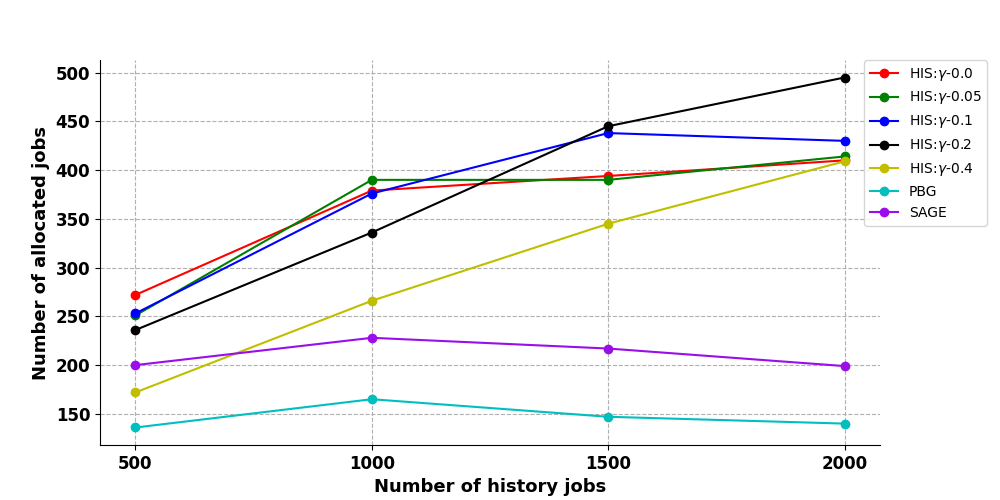 500
450
400
350
300
250
200
150
Number of allocated jobs
500 1000 1500 2000
Number of history jobs
HIS:γ-0.0
HIS:γ-0.05
HIS:γ-0.1
HIS:γ-0.2
HIS:γ-0.4
PBG
SAGE